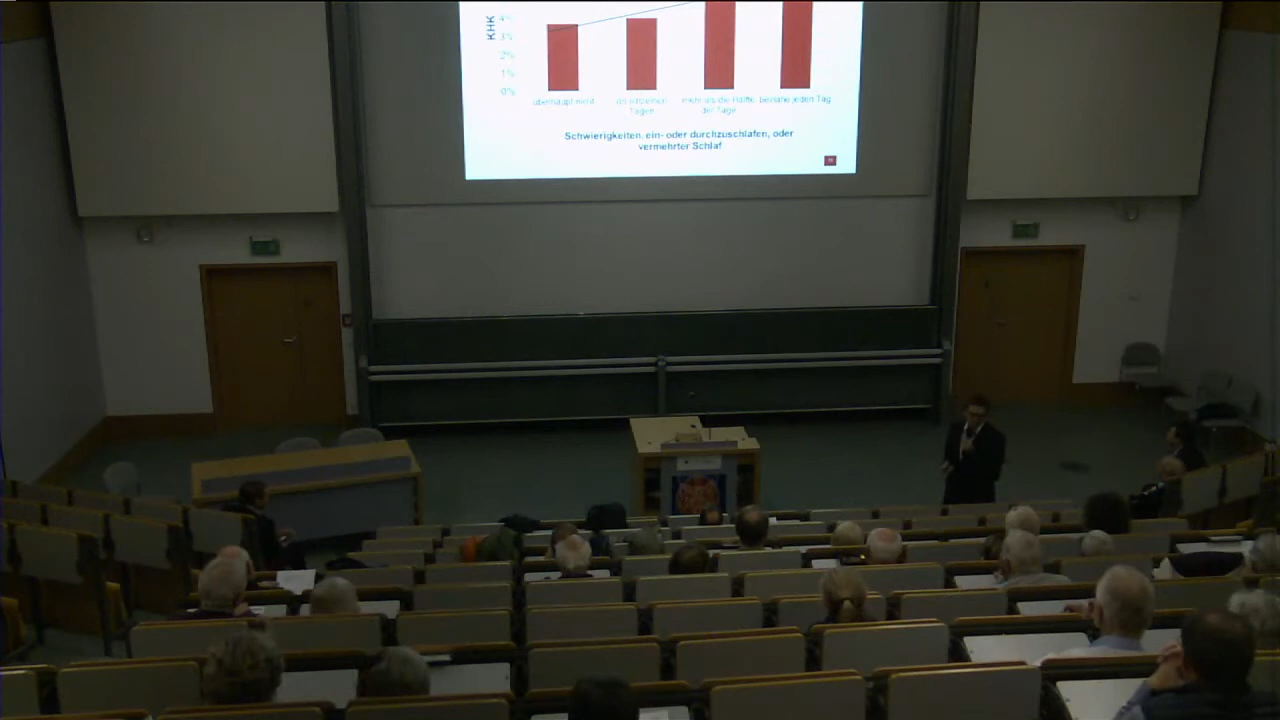 4%
KHK
3%
2%
1%
0%
überhaupt nicht
an einzelnen Tagen
mehr als die Hälfte der Tage
beinahe jeden Tag
Schwierigkeiten, ein- oder durchzuschlafen, oder
vermehrter Schlaf